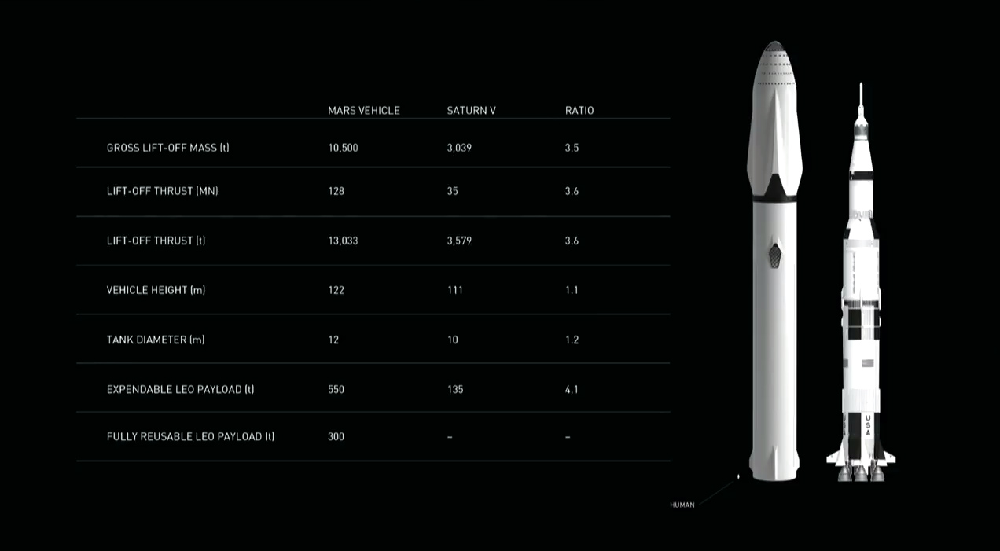 MARS VEHICLE SATURN V RATIO
GROSS LIFT-OFF MASS (t) 10,500 3,039 3.5
LIFT-OFF THRUST (MN) 128 35 3.6
LIFT-OFF THRUST (t) 13,033 3,579 3.6
VEHICLE HEIGHT (m) 122 111 1.1
TANK DIAMETER (m) 12 10 1.2
EXPENDABLE LEO PAYLOAD (t) 550 135 4.1
FULLY REUSABLE LEO PAYLOAD (t) 300 – –
USA
HUMAN